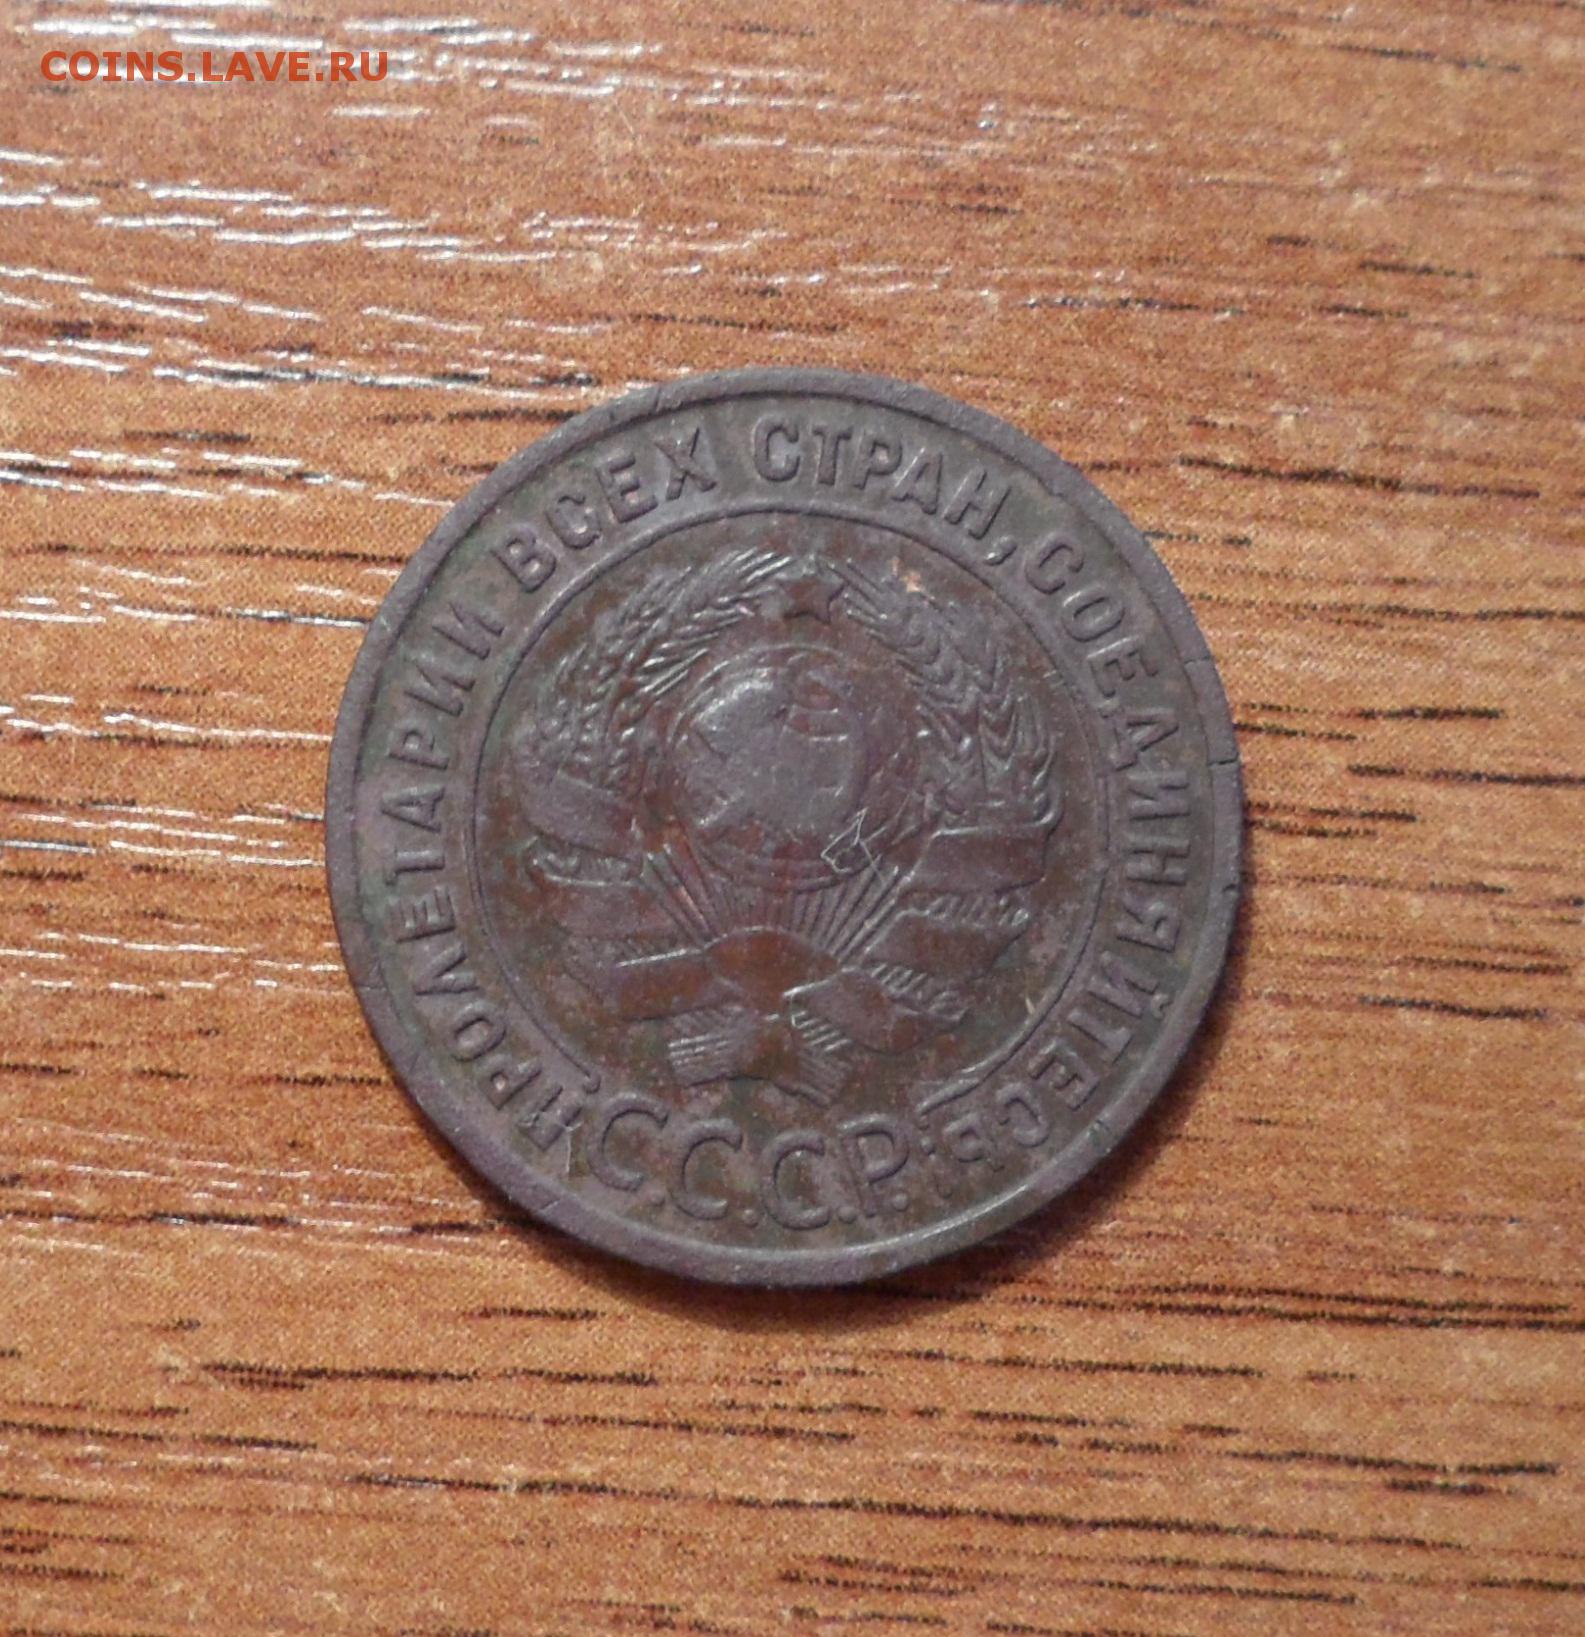 COINS.LAVE.RU
ПРОЛЕТАРИИ ВСЕХ СТРАН, СОЕДИНЯЙТЕСЬ!
С.С.С.Р.